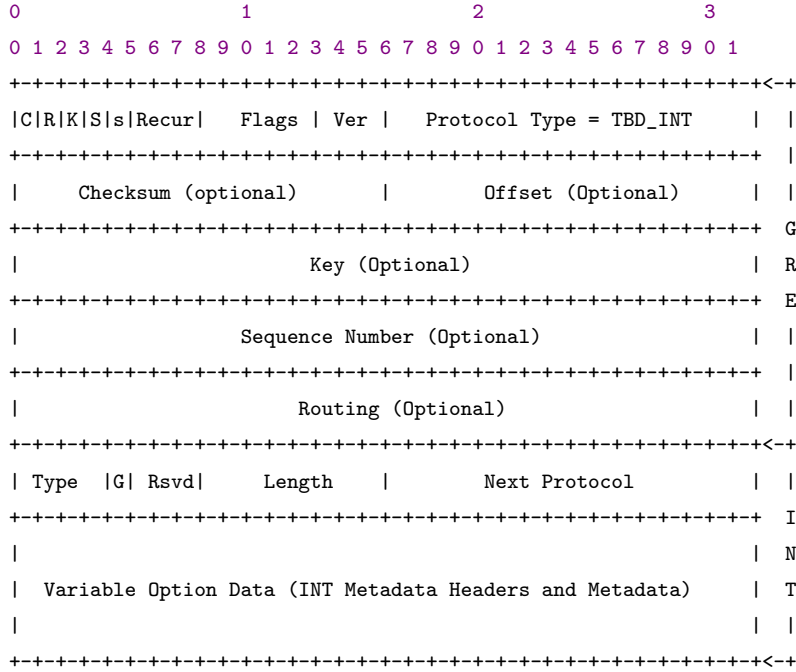 0                   1                   2                   3
0 1 2 3 4 5 6 7 8 9 0 1 2 3 4 5 6 7 8 9 0 1 2 3 4 5 6 7 8 9 0 1
+-+-+-+-+-+-+-+-+-+-+-+-+-+-+-+-+-+-+-+-+-+-+-+-+-+-+-+-+-+-+-+-+<-+
|C|R|K|S|s|Recur|   Flags | Ver |   Protocol Type = TBD_INT     |  |
+-+-+-+-+-+-+-+-+-+-+-+-+-+-+-+-+-+-+-+-+-+-+-+-+-+-+-+-+-+-+-+-+  |
|     Checksum (optional)       |        Offset (Optional)      |  |
+-+-+-+-+-+-+-+-+-+-+-+-+-+-+-+-+-+-+-+-+-+-+-+-+-+-+-+-+-+-+-+-+  G
|                         Key (Optional)                        |  R
+-+-+-+-+-+-+-+-+-+-+-+-+-+-+-+-+-+-+-+-+-+-+-+-+-+-+-+-+-+-+-+-+  E
|                   Sequence Number (Optional)                  |  |
+-+-+-+-+-+-+-+-+-+-+-+-+-+-+-+-+-+-+-+-+-+-+-+-+-+-+-+-+-+-+-+-+  |
|                        Routing (Optional)                     |  |
+-+-+-+-+-+-+-+-+-+-+-+-+-+-+-+-+-+-+-+-+-+-+-+-+-+-+-+-+-+-+-+-+<-+
| Type  |G| Rsvd|     Length    |        Next Protocol          |  |
+-+-+-+-+-+-+-+-+-+-+-+-+-+-+-+-+-+-+-+-+-+-+-+-+-+-+-+-+-+-+-+-+  I
|                                                               |  N
|  Variable Option Data (INT Metadata Headers and Metadata)     |  T
|                                                               |  |
+-+-+-+-+-+-+-+-+-+-+-+-+-+-+-+-+-+-+-+-+-+-+-+-+-+-+-+-+-+-+-+-+<-+